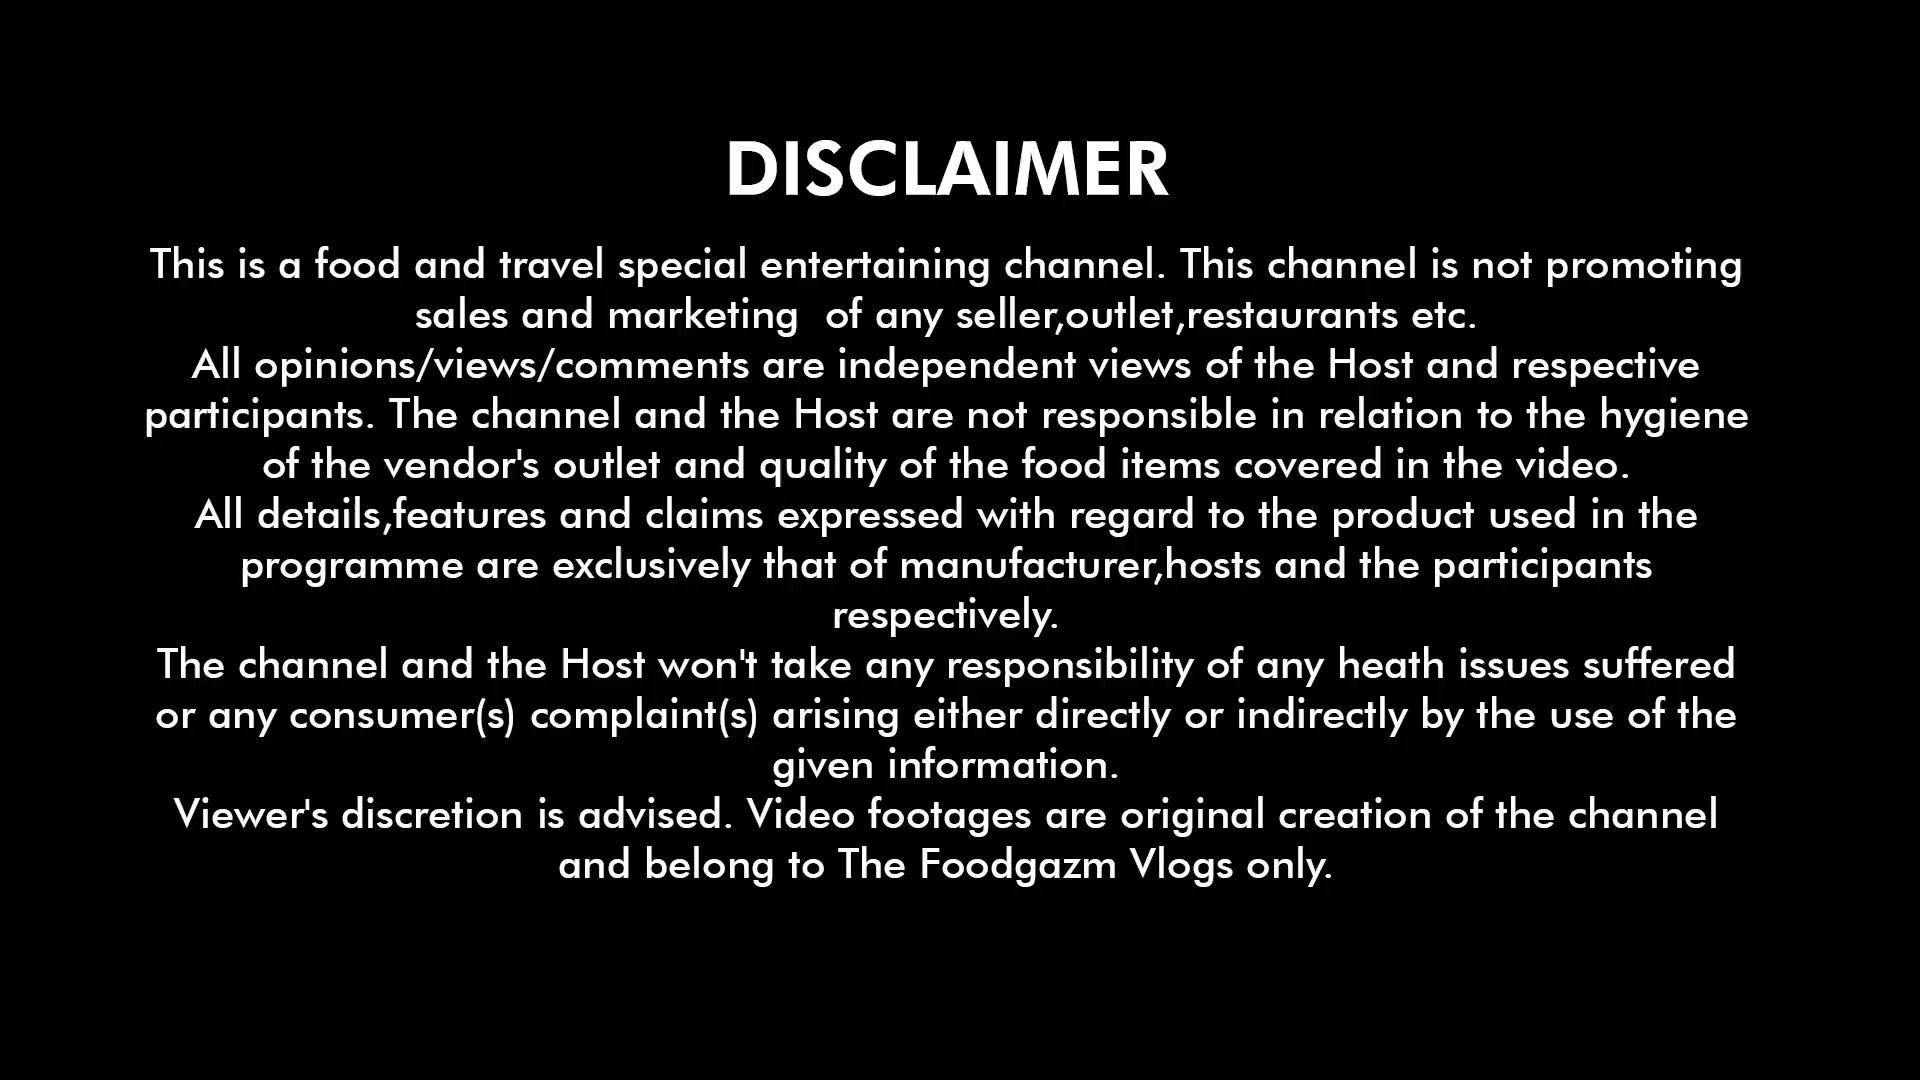 DISCLAIMER
This is a food and travel special entertaining channel. This channel is not promoting
sales and marketing  of any seller,outlet,restaurants etc.
All opinions/views/comments are independent views of the Host and respective
participants. The channel and the Host are not responsible in relation to the hygiene
of the vendor's outlet and quality of the food items covered in the video.
All details,features and claims expressed with regard to the product used in the
programme are exclusively that of manufacturer,hosts and the participants
respectively.
The channel and the Host won't take any responsibility of any heath issues suffered
or any consumer(s) complaint(s) arising either directly or indirectly by the use of the
given information.
Viewer's discretion is advised. Video footages are original creation of the channel
and belong to The Foodgazm Vlogs only.